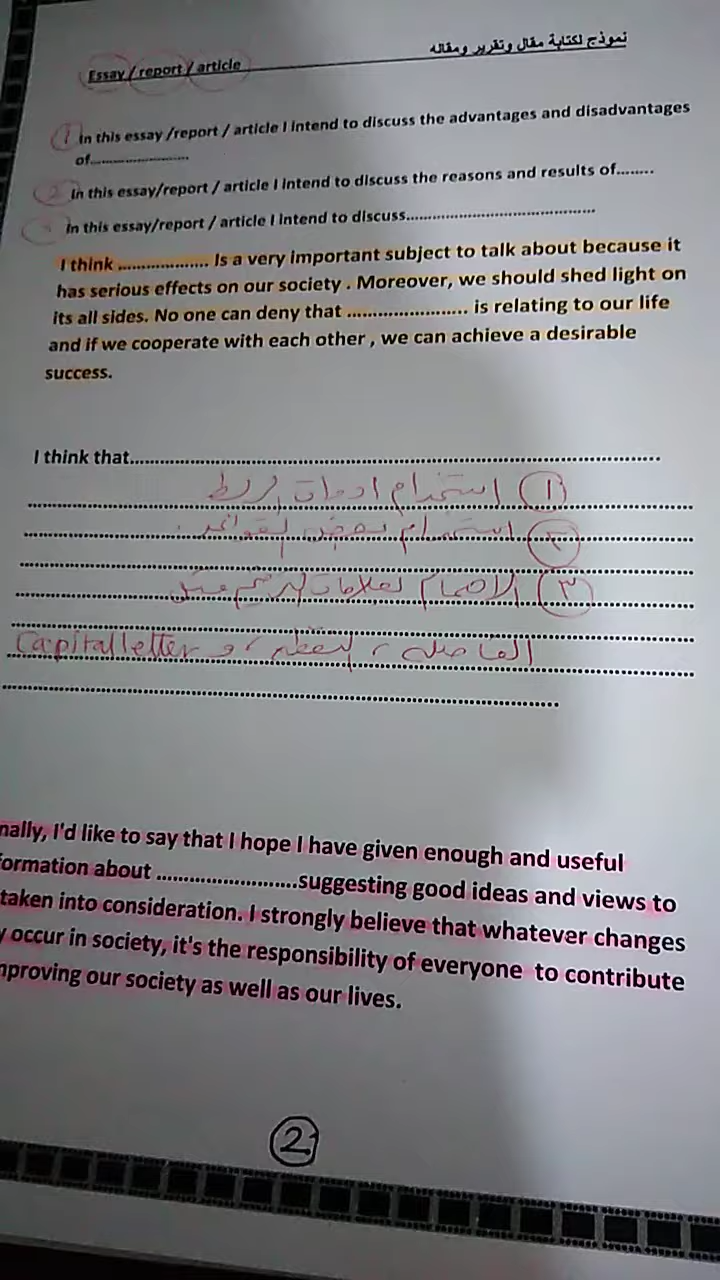 نموذج لكتابة مقال وتقرير ومقاله
Essay / report / article
1 In this essay /report / article I intend to discuss the advantages and disadvantages
of........................
2 In this essay/report / article I intend to discuss the reasons and results of........
In this essay/report / article I intend to discuss.............................................
I think ................... Is a very important subject to talk about because it
has serious effects on our society . Moreover, we should shed light on
its all sides. No one can deny that ....................... is relating to our life
and if we cooperate with each other , we can achieve a desirable
success.
I think that....................................................................................................
١ استخدام ادوات الربط
٢ استخدام بعض القواعد.
٣ الاهتمام لعلامات الترقيم مثل
الفاصله ، النقطه ، و Capital letter
nally, I'd like to say that I hope I have given enough and useful
formation about ..........................suggesting good ideas and views to
taken into consideration. I strongly believe that whatever changes
y occur in society, it's the responsibility of everyone to contribute
mproving our society as well as our lives.
2